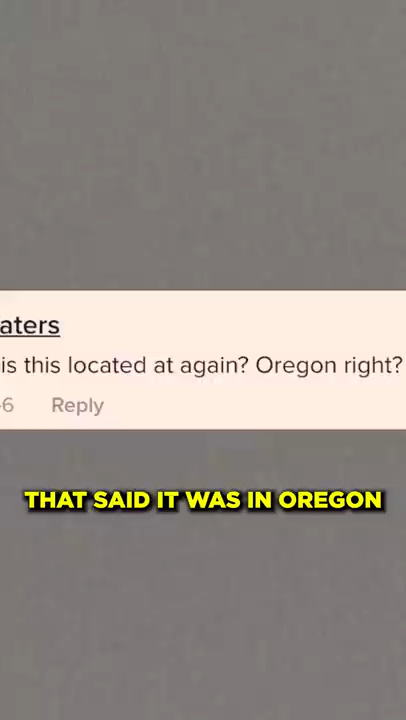 aters
is this located at again? Oregon right?
-6 Reply
THAT SAID IT WAS IN OREGON